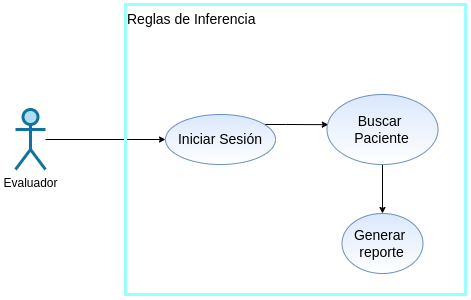 Reglas de Inferencia
Iniciar Sesión
Buscar
Paciente
Evaluador
Generar
reporte